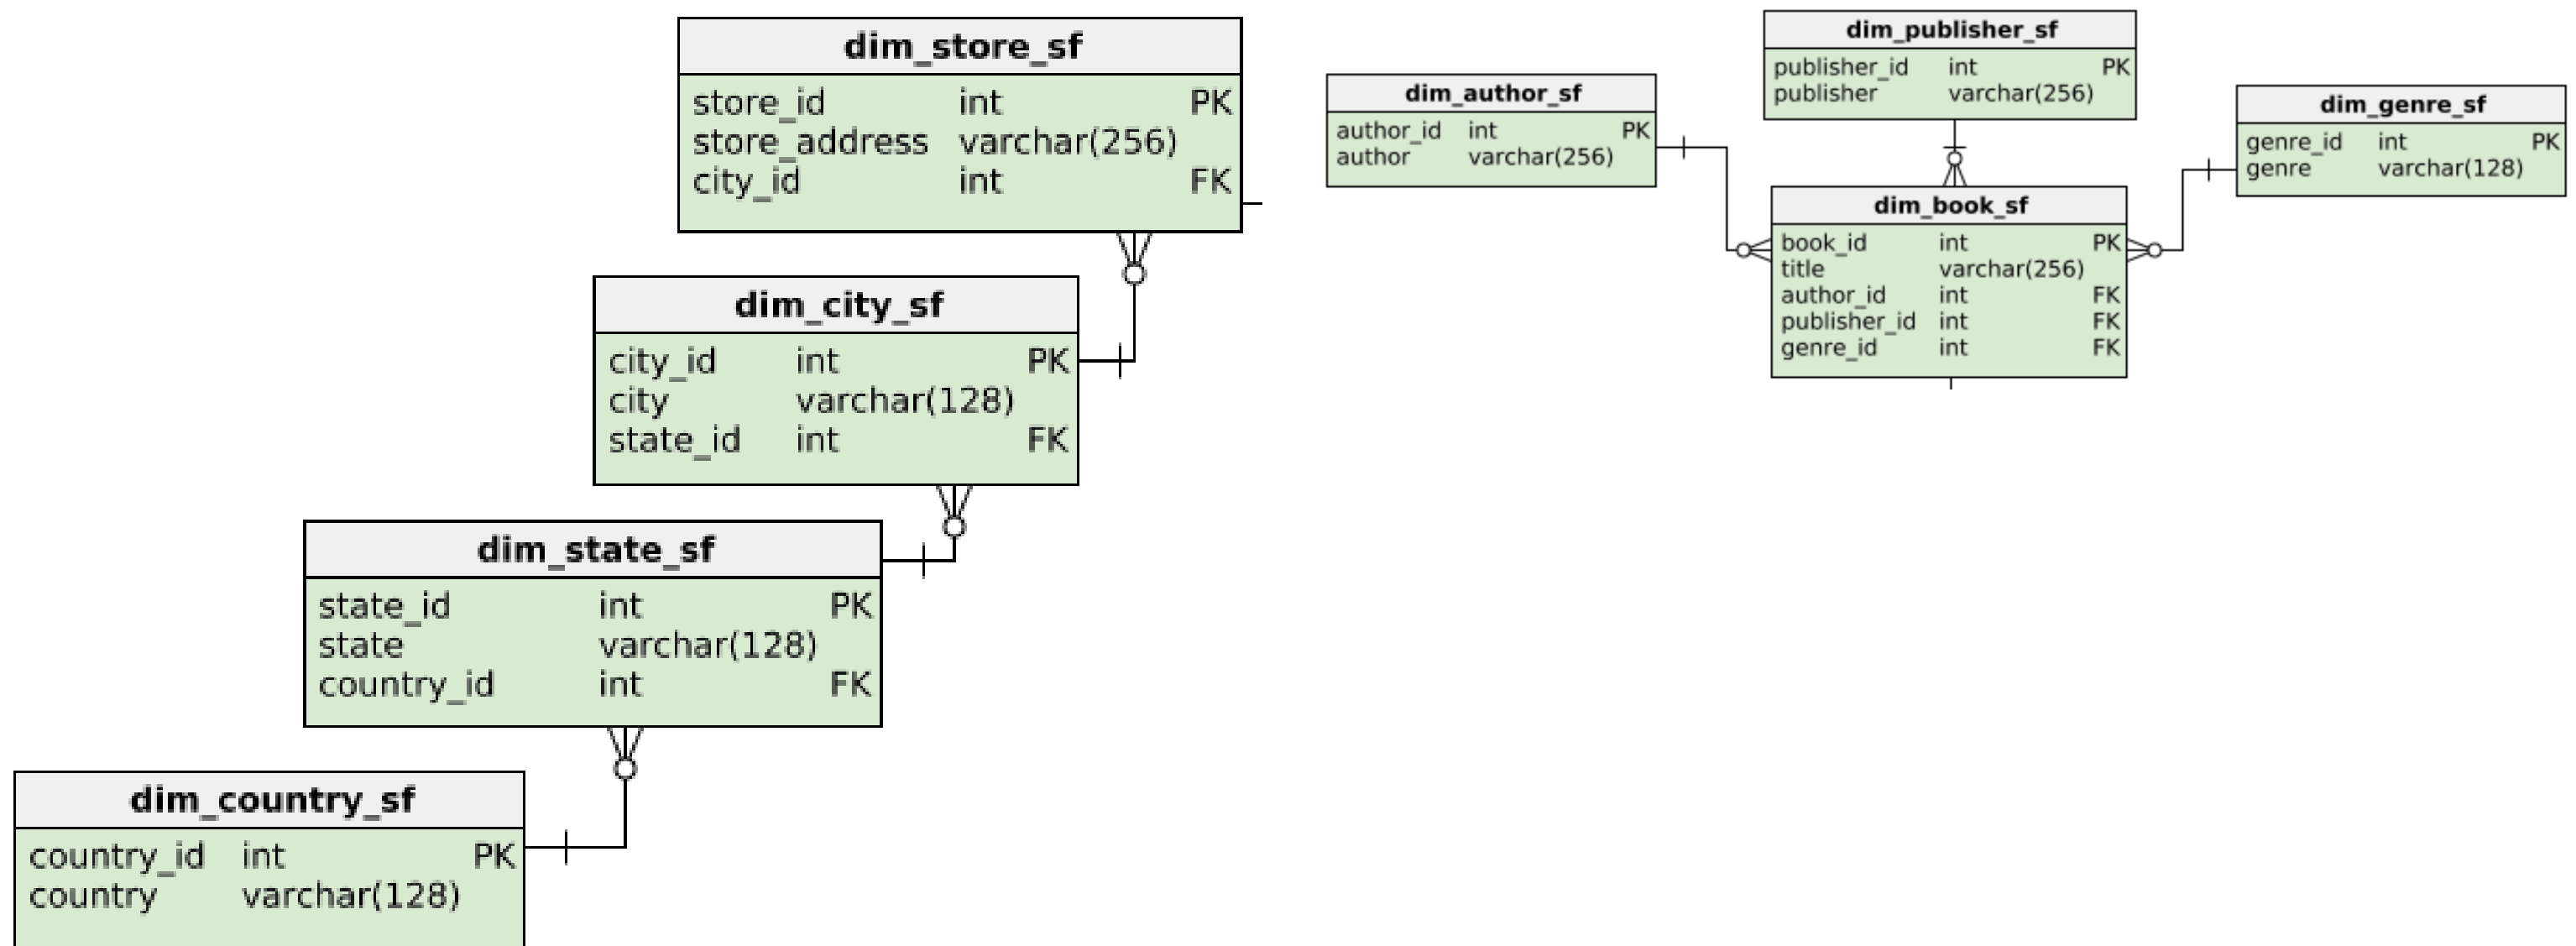 dim_store_sf
store_id int PK
store_address varchar(256)
city_id int FK
dim_city_sf
city_id int PK
city varchar(128)
state_id int FK
dim_state_sf
state_id int PK
state varchar(128)
country_id int FK
dim_country_sf
country_id int PK
country varchar(128)
dim_publisher_sf
publisher_id int PK
publisher varchar(256)
dim_author_sf
author_id int PK
author varchar(256)
dim_genre_sf
genre_id int PK
genre varchar(128)
dim_book_sf
book_id int PK
title varchar(256)
author_id int FK
publisher_id int FK
genre_id int FK